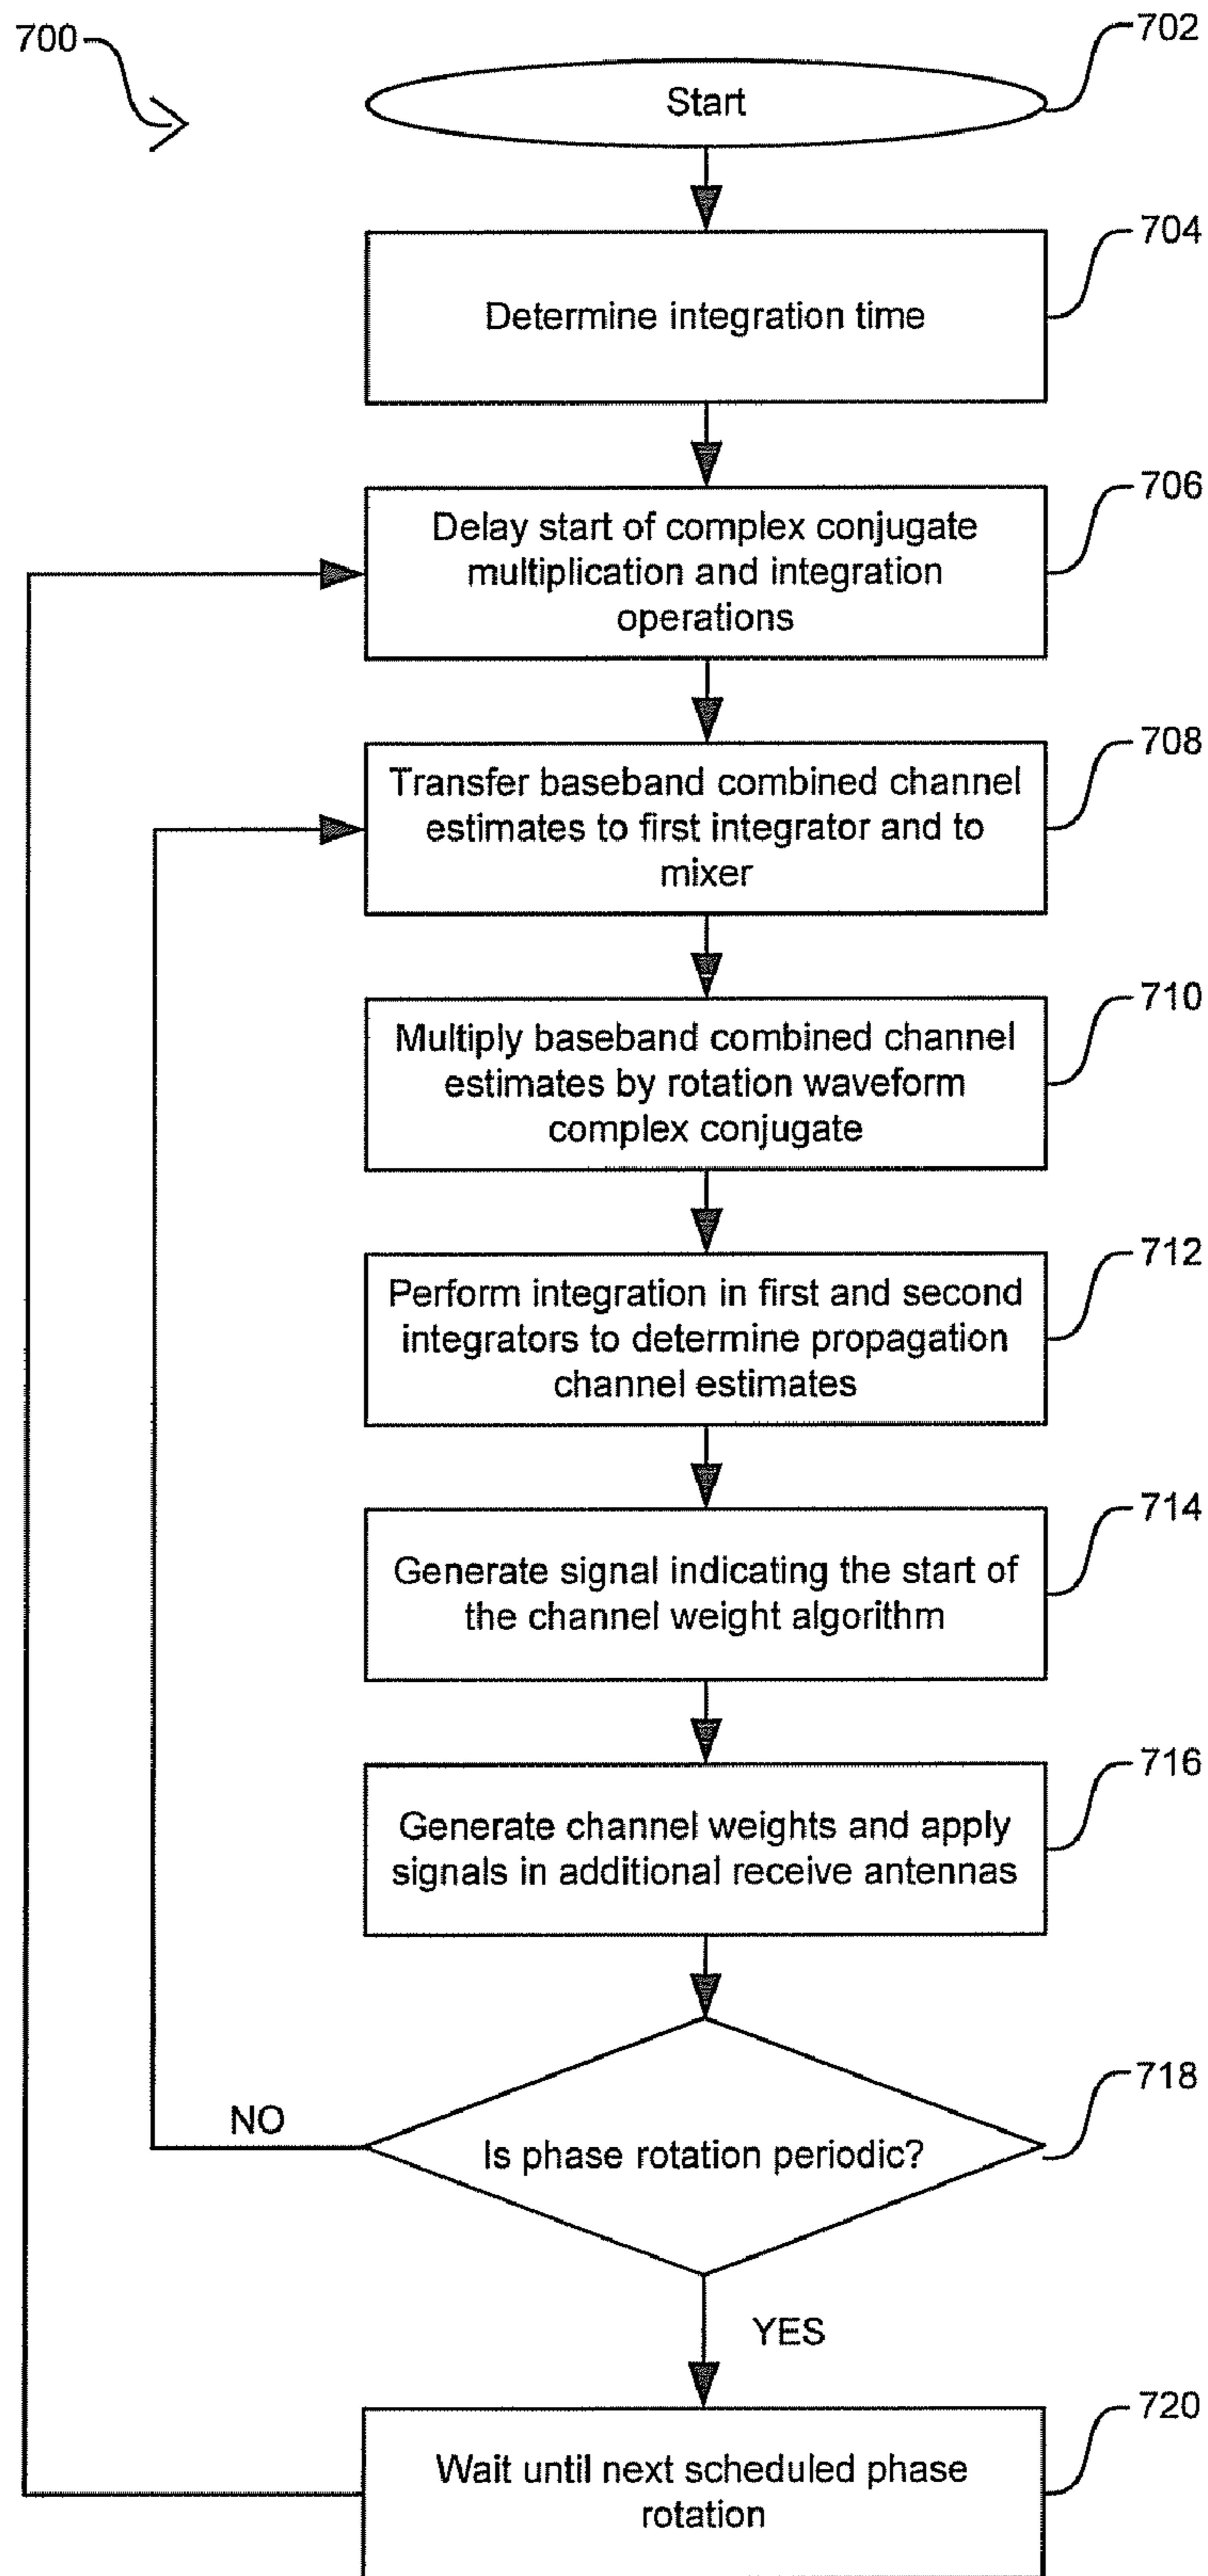 700
702
Start
704
Determine integration time
706
Delay start of complex conjugate
multiplication and integration
operations
708
Transfer baseband combined channel
estimates to first integrator and to
mixer
710
Multiply baseband combined channel
estimates by rotation waveform
complex conjugate
712
Perform integration in first and second
integrators to determine propagation
channel estimates
714
Generate signal indicating the start of
the channel weight algorithm
716
Generate channel weights and apply
signals in additional receive antennas
718
NO
Is phase rotation periodic?
YES
720
Wait until next scheduled phase
rotation